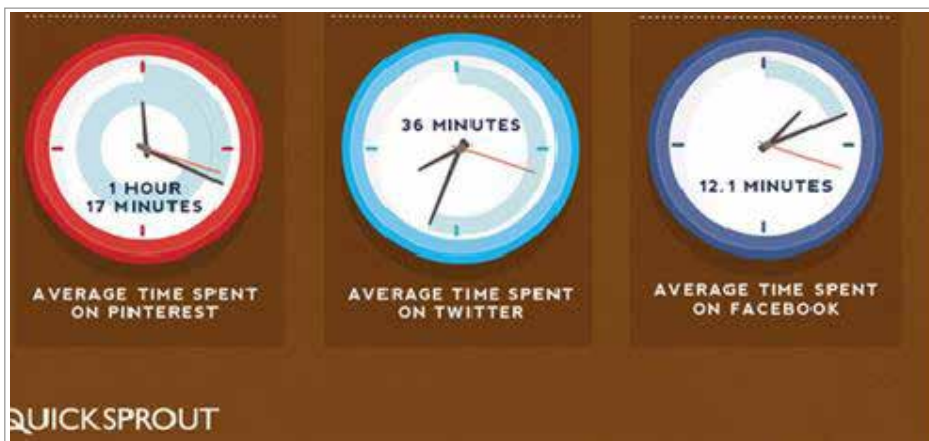 1 HOUR
17 MINUTES
AVERAGE TIME SPENT
ON PINTEREST
36 MINUTES
AVERAGE TIME SPENT
ON TWITTER
12.1 MINUTES
AVERAGE TIME SPENT
ON FACEBOOK
QUICKSPROUT